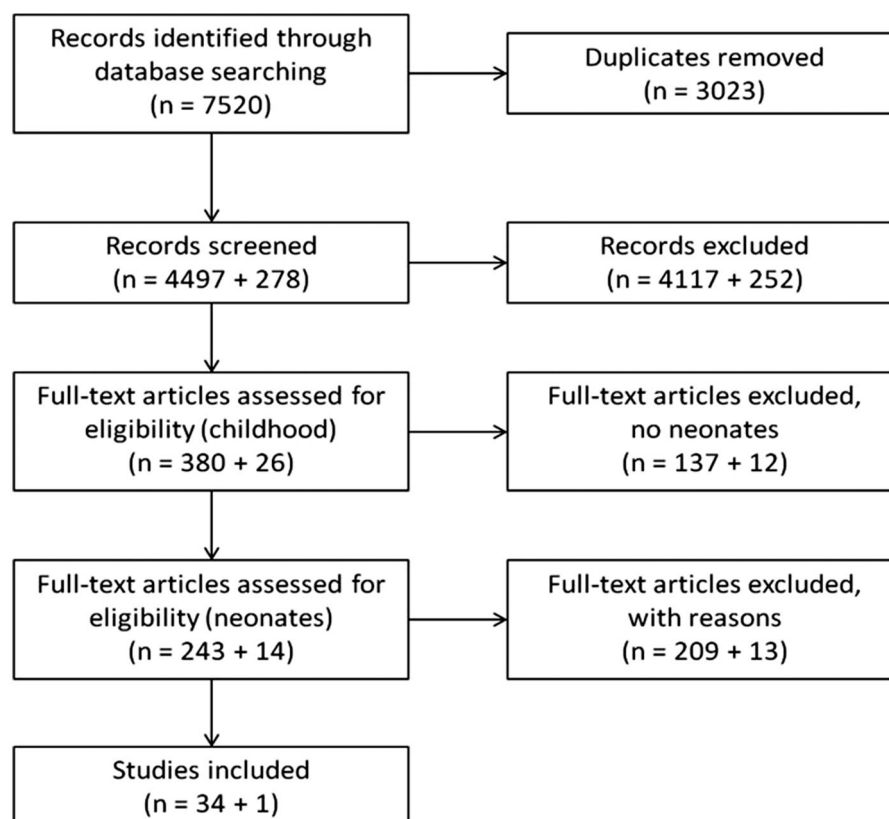 Records identified through
database searching
(n = 7520)
Duplicates removed
(n = 3023)
Records screened
(n = 4497 + 278)
Records excluded
(n = 4117 + 252)
Full-text articles assessed for
eligibility (childhood)
(n = 380 + 26)
Full-text articles excluded,
no neonates
(n = 137 + 12)
Full-text articles assessed for
eligibility (neonates)
(n = 243 + 14)
Full-text articles excluded,
with reasons
(n = 209 + 13)
Studies included
(n = 34 + 1)